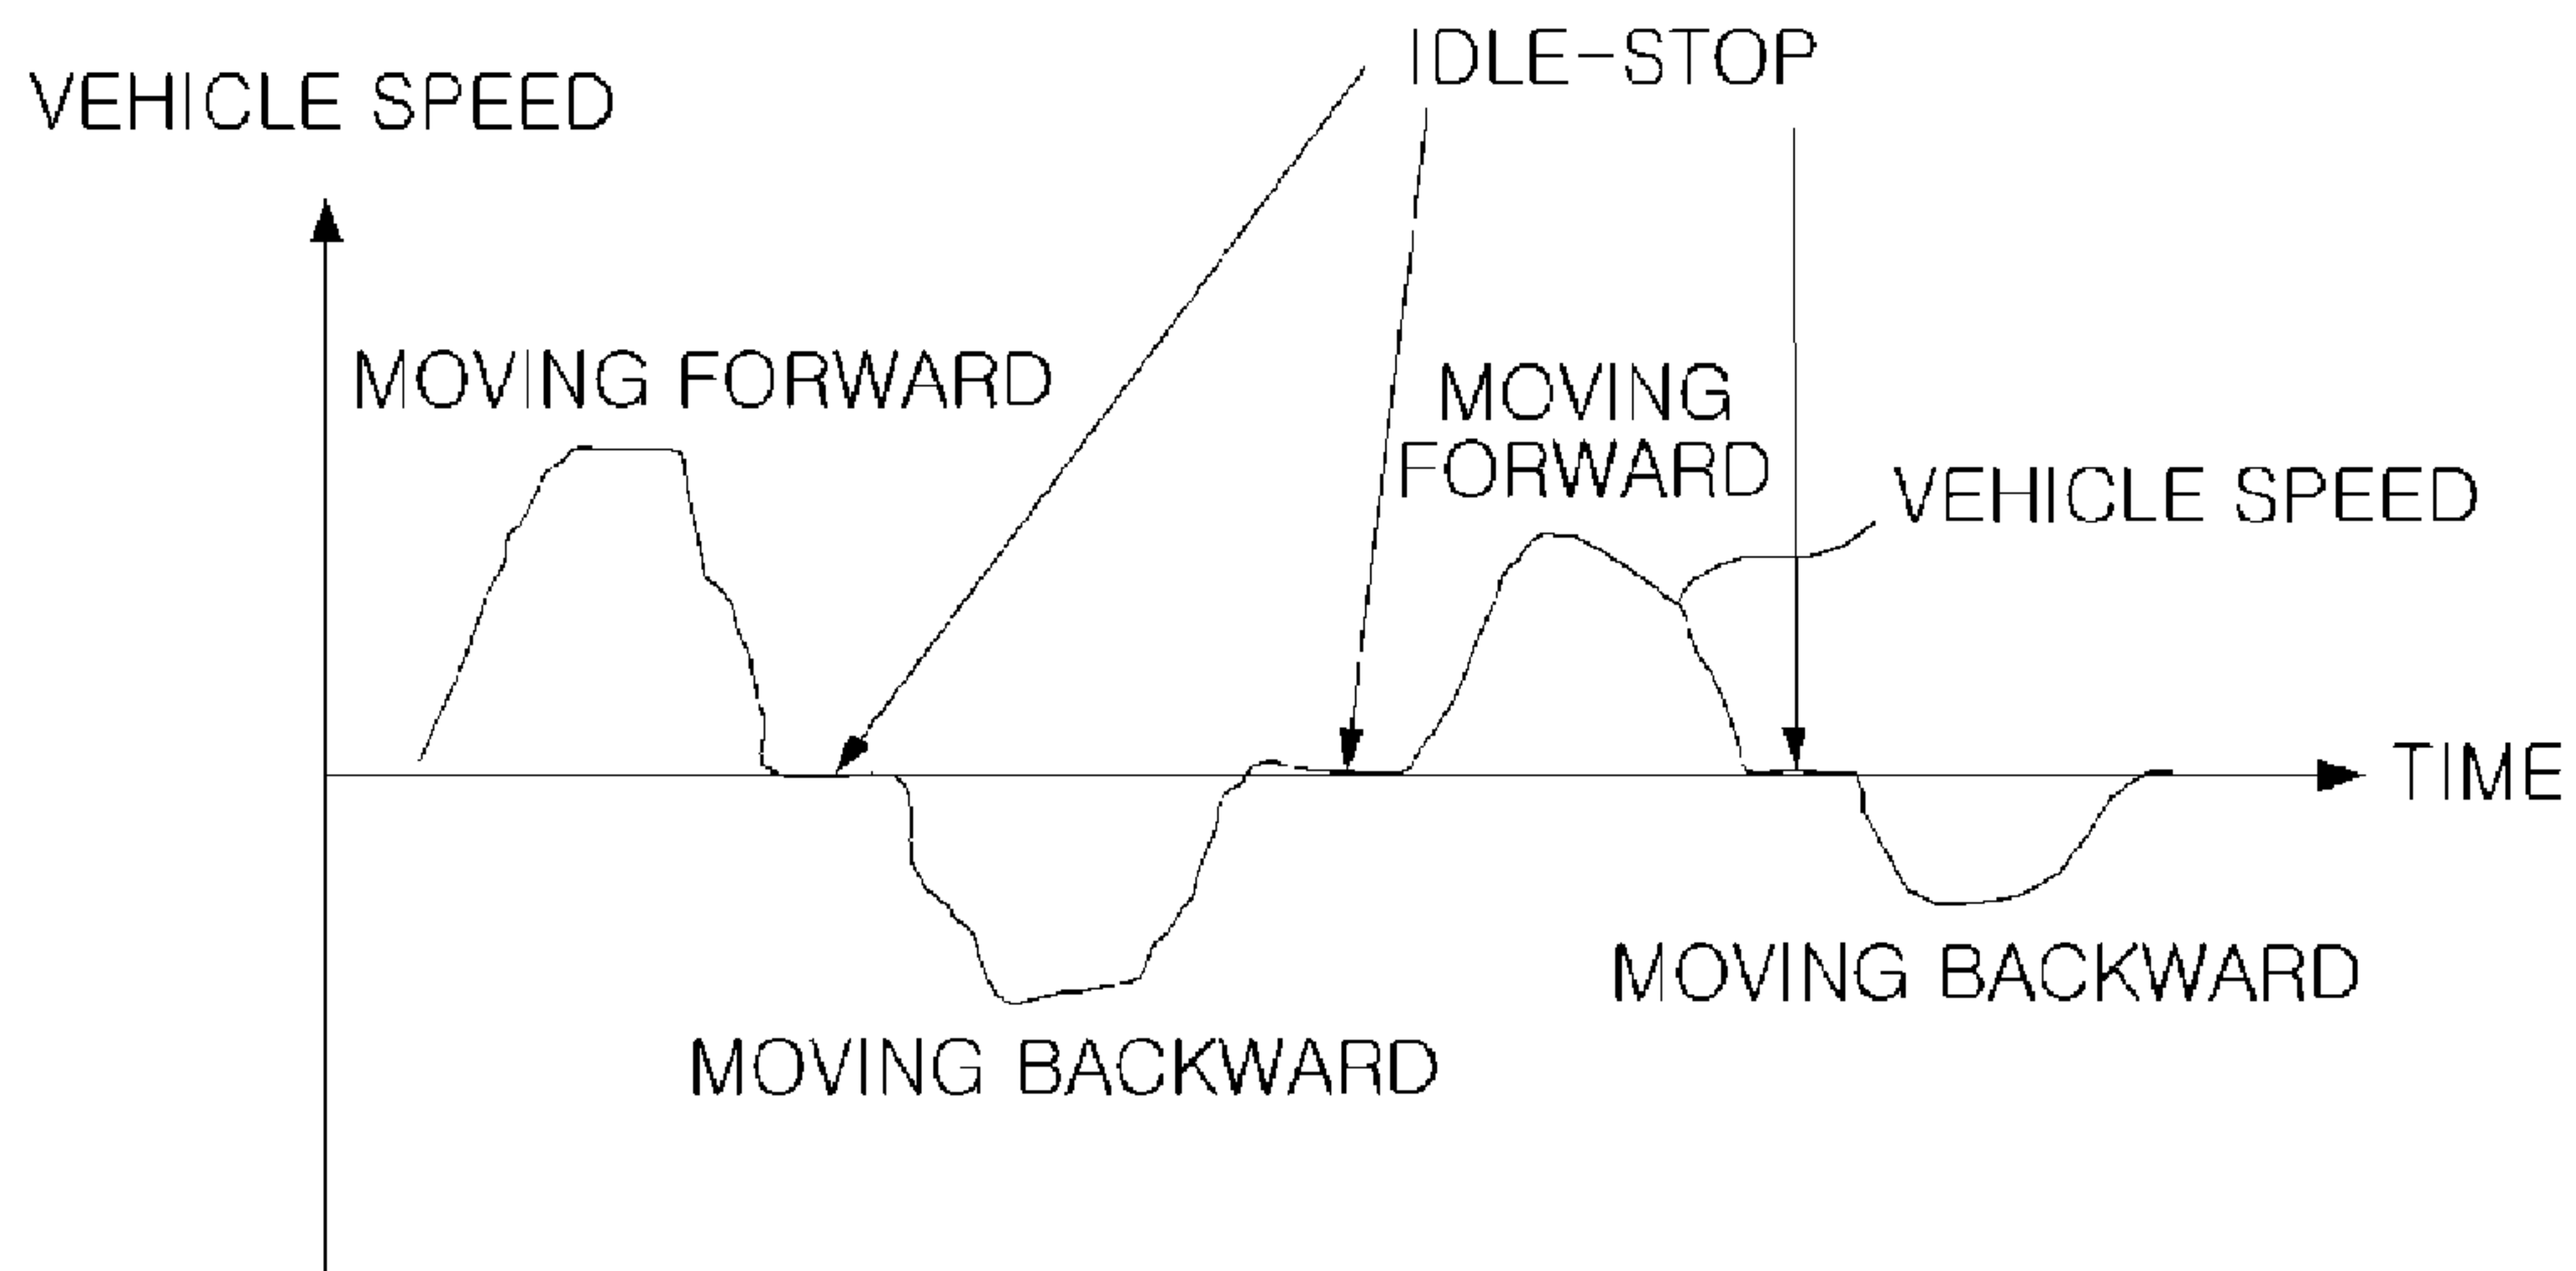 IDLE-STOP
VEHICLE SPEED
MOVING FORWARD
MOVING
FORWARD
VEHICLE SPEED
TIME
MOVING BACKWARD
MOVING BACKWARD